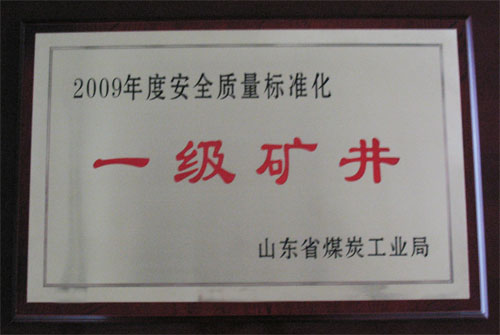 2009年度安全质量标准化
一级矿井
山东省煤炭工业局